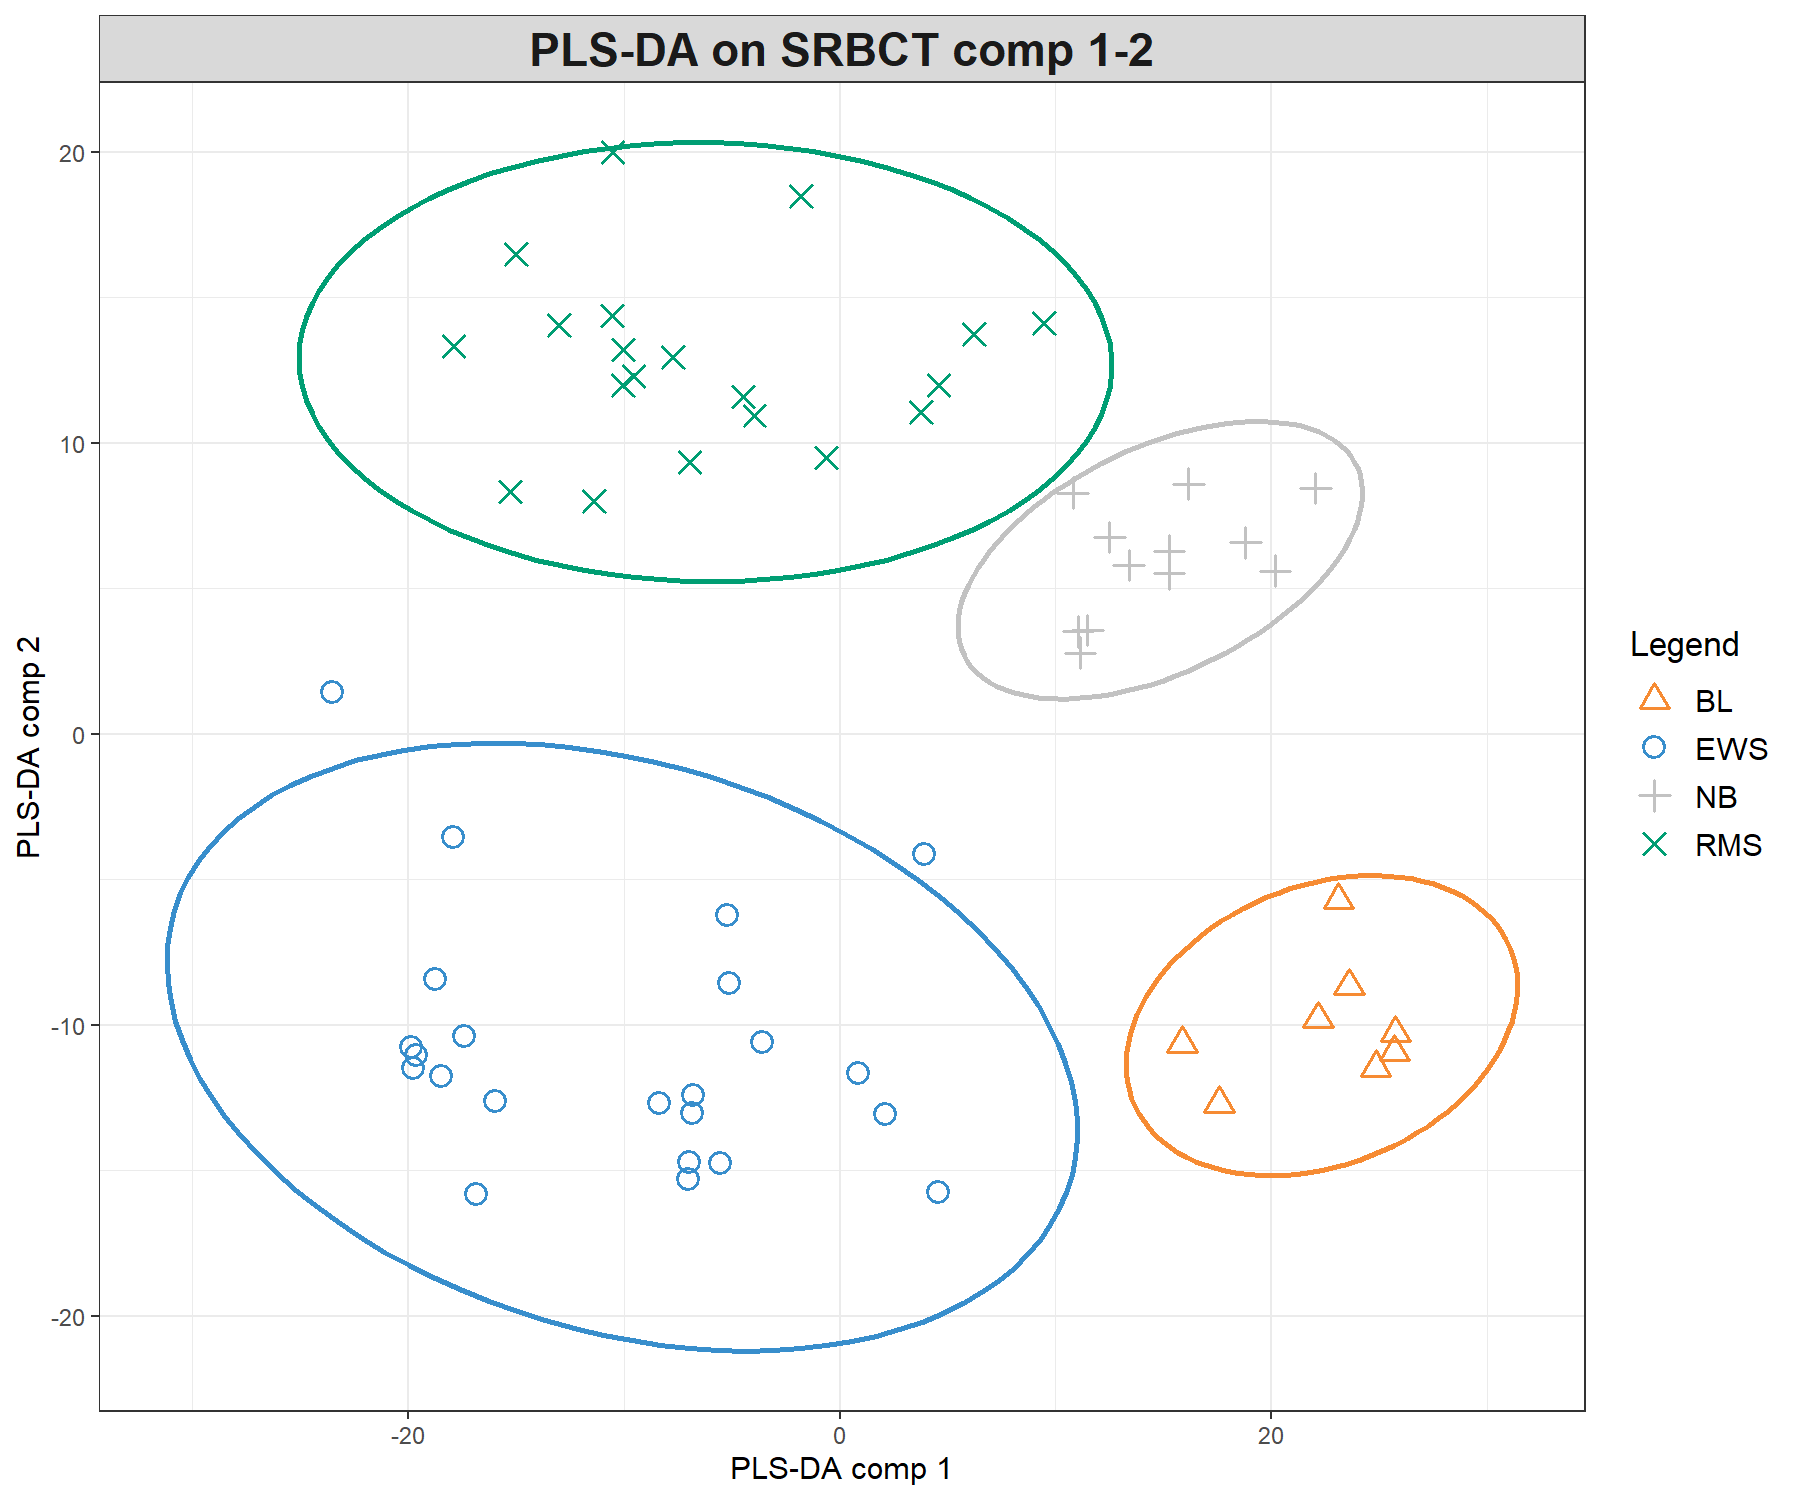 PLS-DA on SRBCT comp 1-2
20
10
0
-10
-20
PLS-DA comp 2
-20
0
20
PLS-DA comp 1
Legend
BL
EWS
NB
RMS